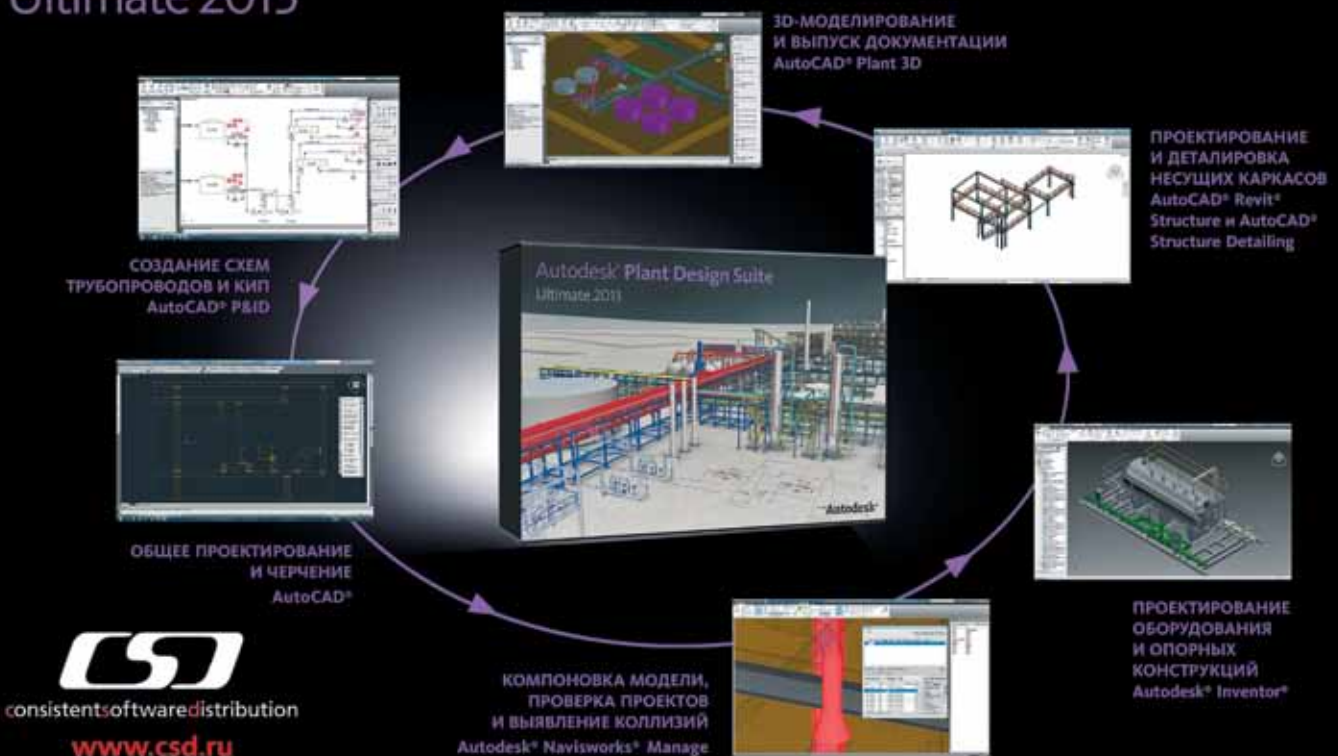 Ultimate 2013
3D-МОДЕЛИРОВАНИЕ
И ВЫПУСК ДОКУМЕНТАЦИИ
AutoCAD® Plant 3D
ПРОЕКТИРОВАНИЕ
И ДЕТАЛИРОВКА
НЕСУЩИХ КАРКАСОВ
AutoCAD® Revit®
Structure и AutoCAD®
Structure Detailing
СОЗДАНИЕ СХЕМ
ТРУБОПРОВОДОВ И КИП
AutoCAD® P&ID
Autodesk® Plant Design Suite
Ultimate 2013
Autodesk®
ОБЩЕЕ ПРОЕКТИРОВАНИЕ
И ЧЕРЧЕНИЕ
AutoCAD®
ПРОЕКТИРОВАНИЕ
ОБОРУДОВАНИЯ
И ОПОРНЫХ
КОНСТРУКЦИЙ
Autodesk® Inventor®
КОМПОНОВКА МОДЕЛИ,
ПРОВЕРКА ПРОЕКТОВ
И ВЫЯВЛЕНИЕ КОЛЛИЗИЙ
Autodesk® Navisworks® Manage
CSD
consistentsoftwaredistribution
www.csd.ru